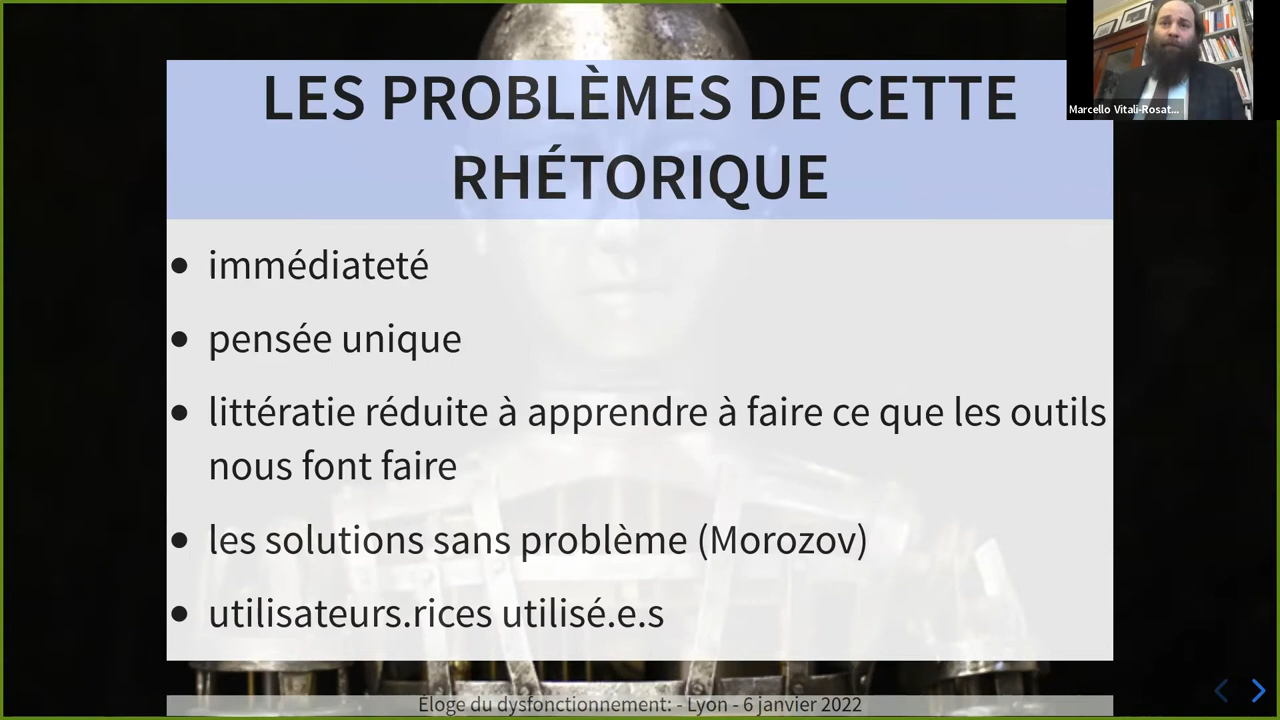 LES PROBLÈMES DE CETTE
RHÉTORIQUE
Marcello Vitali-Rosat...
• immédiateté
• pensée unique
• littératie réduite à apprendre à faire ce que les outils
nous font faire
• les solutions sans problème (Morozov)
• utilisateurs.rices utilisé.e.s
Éloge du dysfonctionnement: - Lyon - 6 janvier 2022